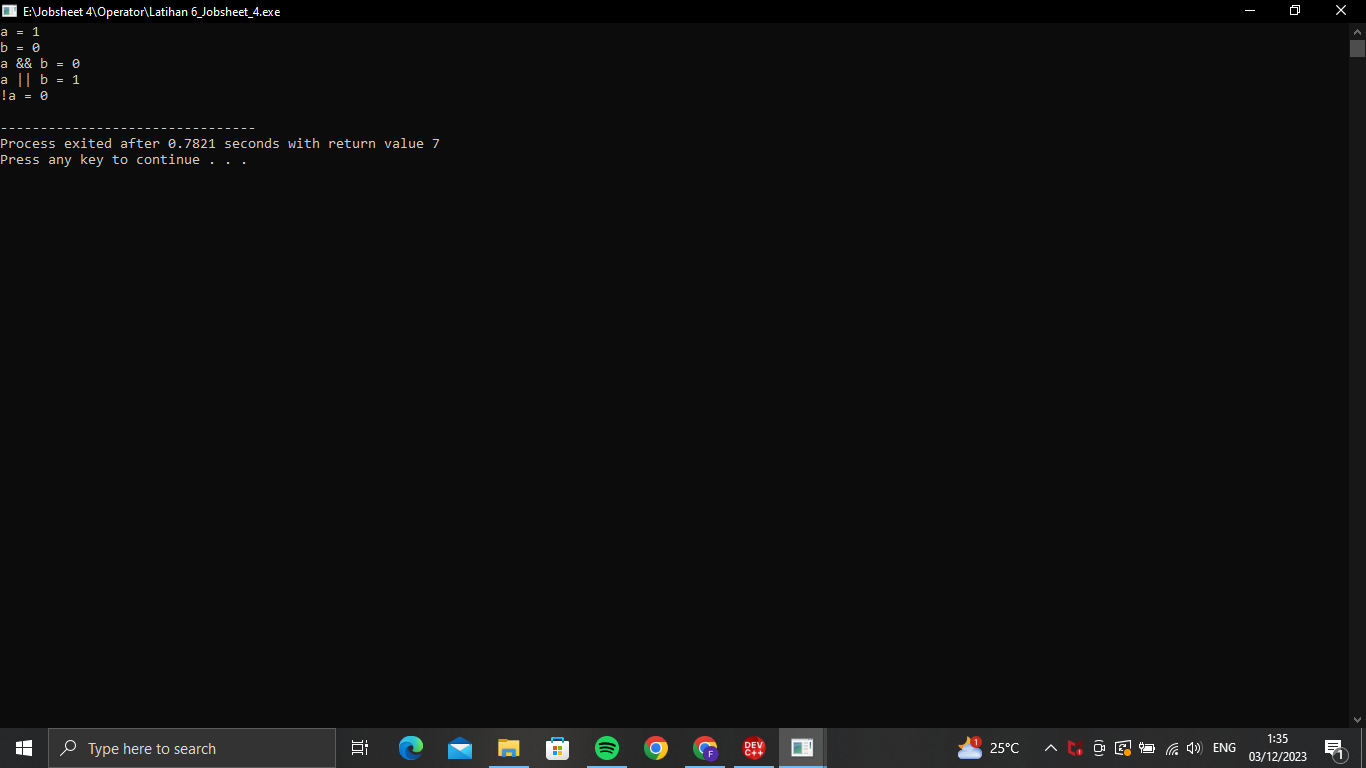 E:\Jobsheet 4\Operator\Latihan 6_Jobsheet_4.exe
a = 1
b = 0
a && b = 0
a || b = 1
!a = 0
--------------------------------
Process exited after 0.7821 seconds with return value 7
Press any key to continue . . .
Type here to search
F
DEV
C++
1
25°C
ENG
1:35
03/12/2023
1